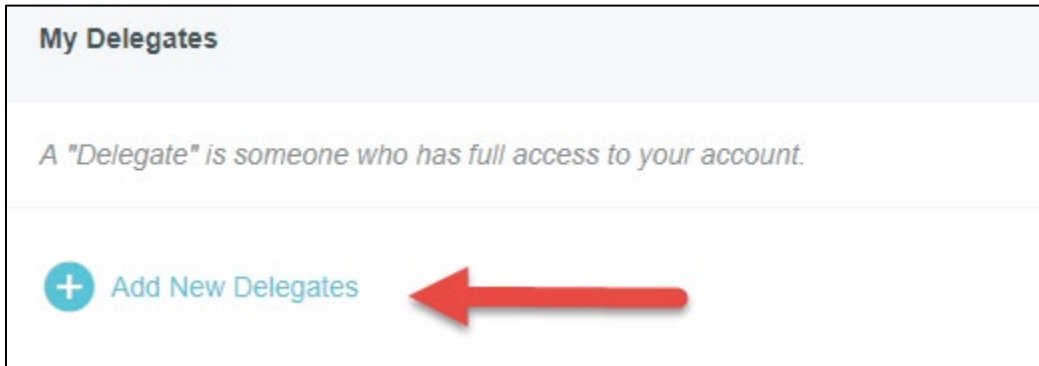 My Delegates
A "Delegate" is someone who has full access to your account.
Add New Delegates